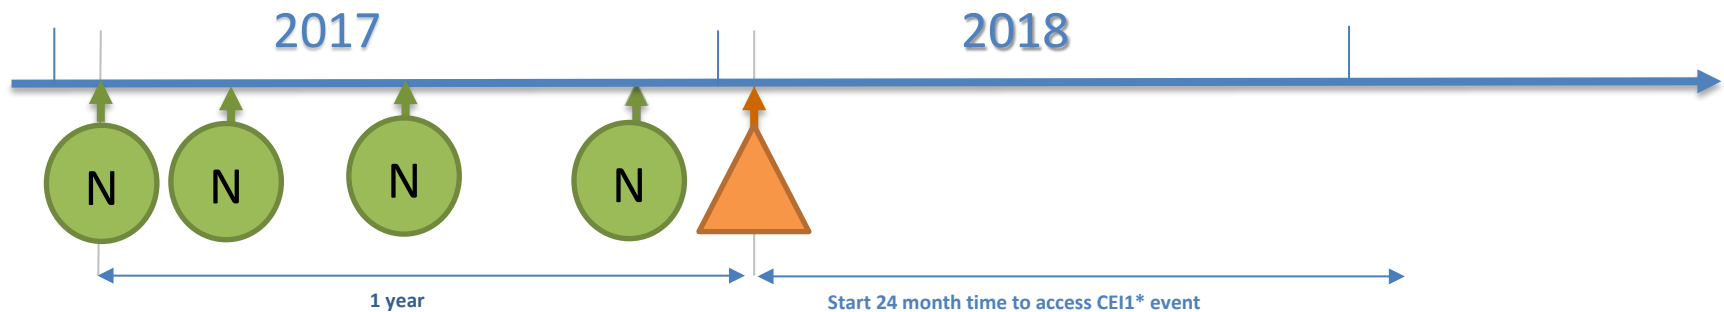 2017
2018
N
N
N
N
1 year
Start 24 month time to access CEI1* event